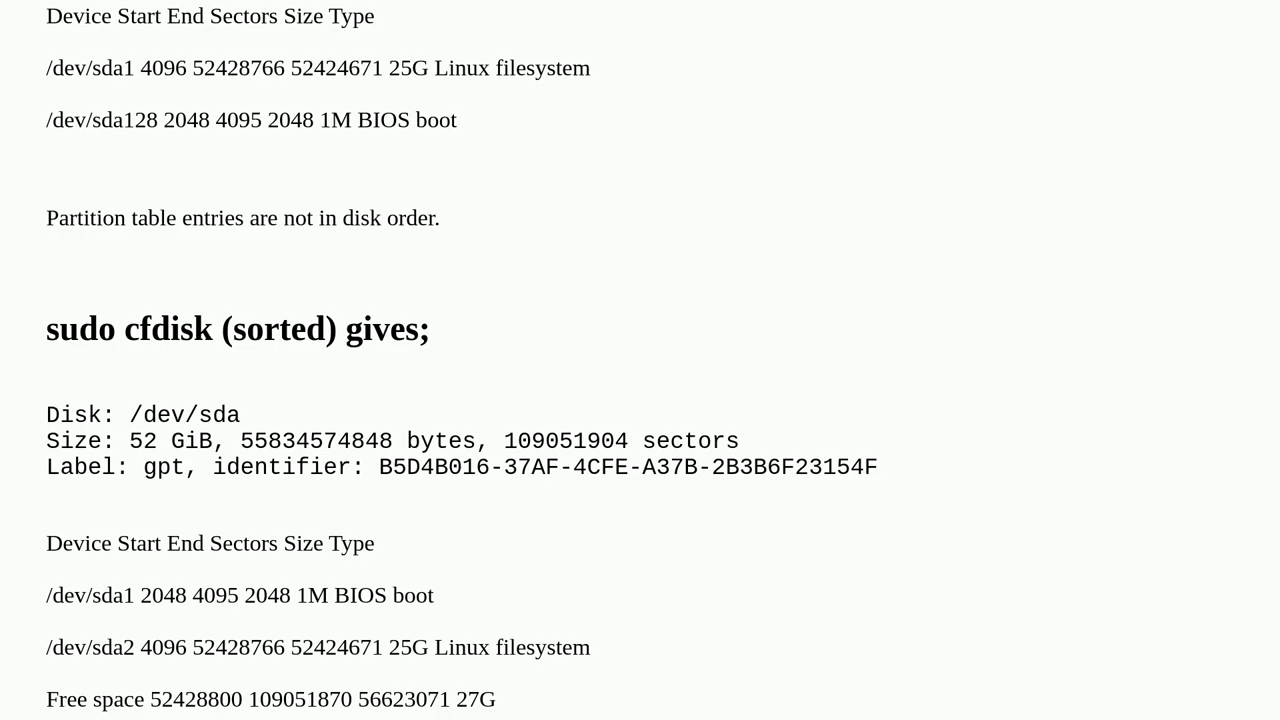 Device Start End Sectors Size Type
/dev/sda1 4096 52428766 52424671 25G Linux filesystem
/dev/sda128 2048 4095 2048 1M BIOS boot
Partition table entries are not in disk order.
sudo cfdisk (sorted) gives;
Disk: /dev/sda
Size: 52 GiB, 55834574848 bytes, 109051904 sectors
Label: gpt, identifier: B5D4B016-37AF-4CFE-A37B-2B3B6F23154F
Device Start End Sectors Size Type
/dev/sda1 2048 4095 2048 1M BIOS boot
/dev/sda2 4096 52428766 52424671 25G Linux filesystem
Free space 52428800 109051870 56623071 27G